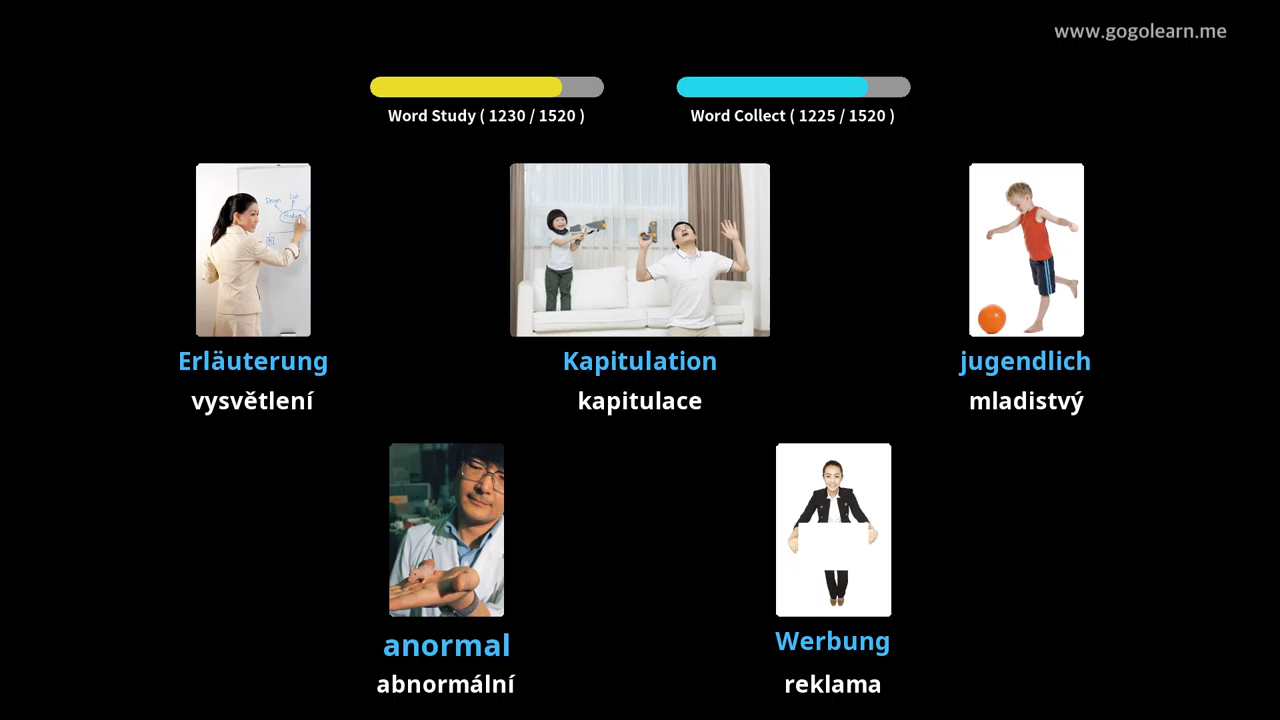 www.gogolearn.me
Word Study ( 1230 / 1520 )
Word Collect ( 1225 / 1520 )
Erläuterung
vysvětlení
Kapitulation
kapitulace
jugendlich
mladistvý
anormal
abnormální
Werbung
reklama